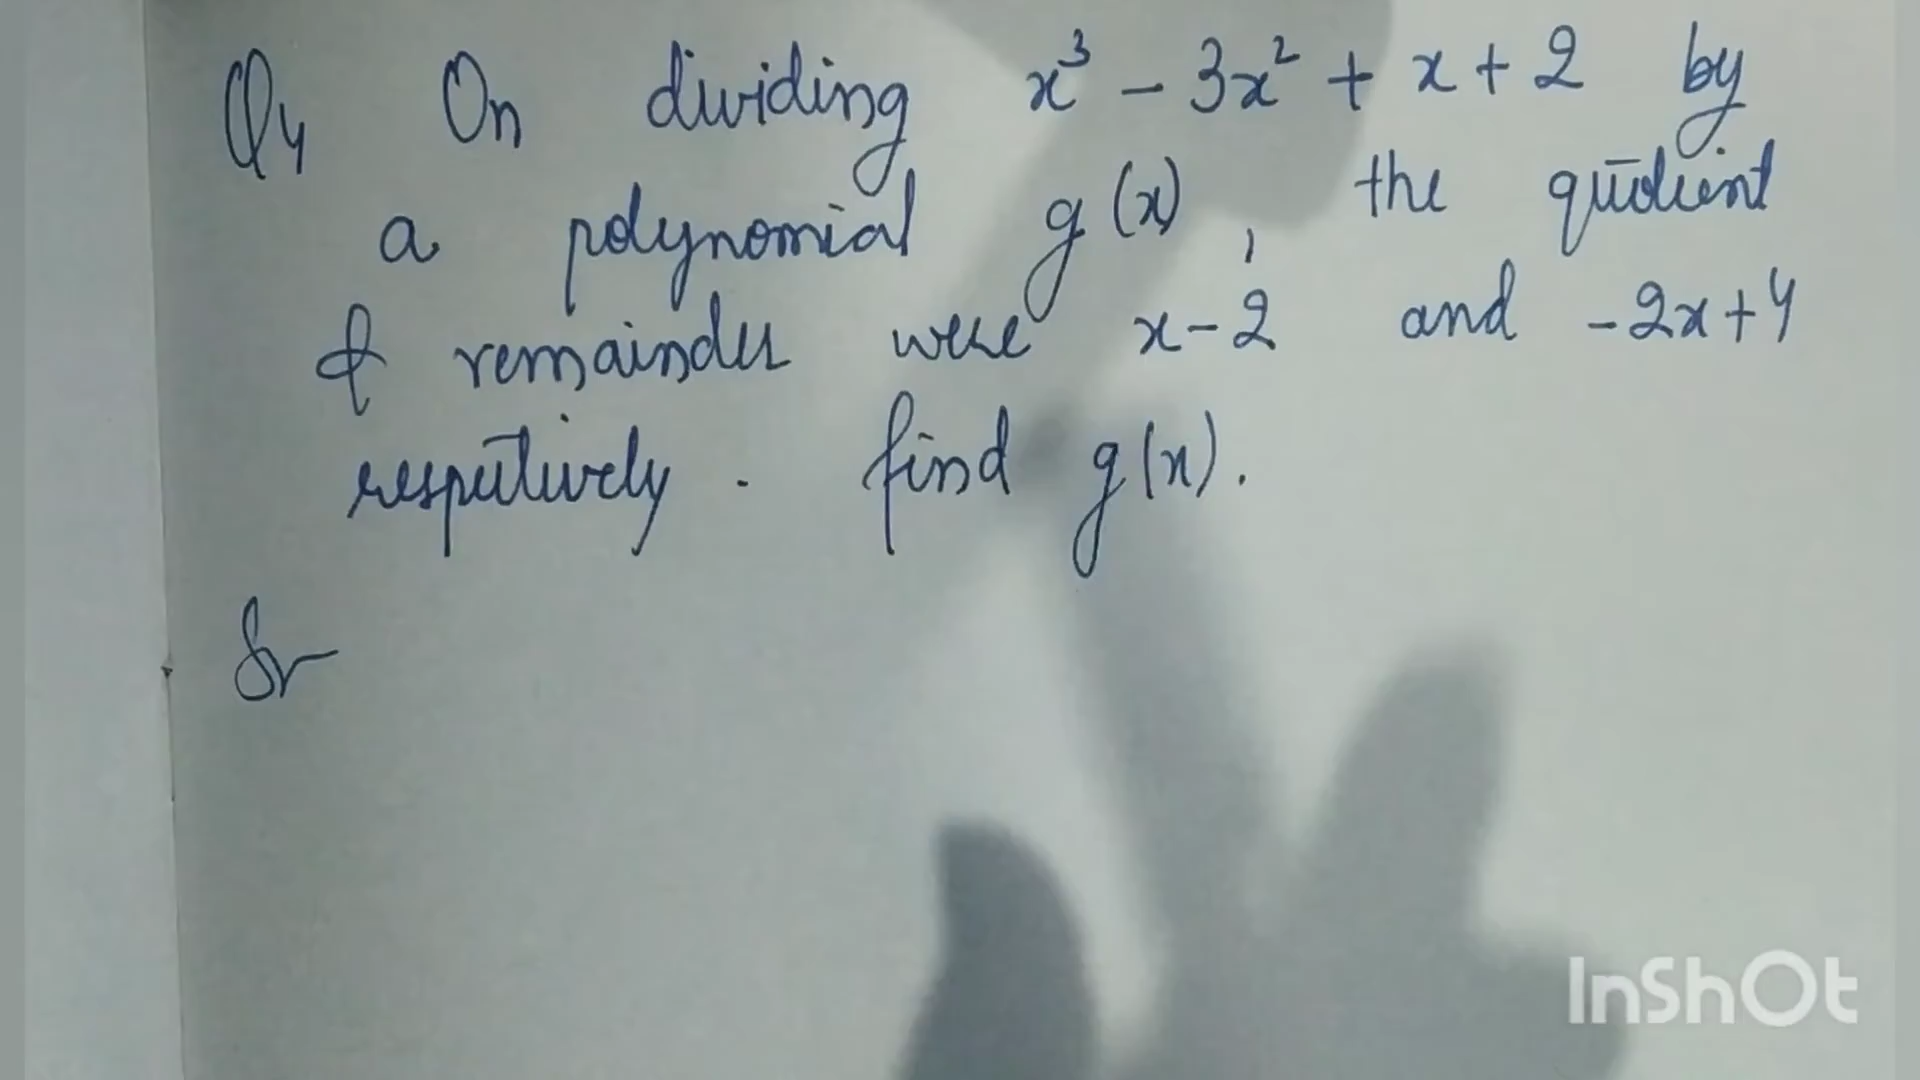 Q4 On dividing x³ - 3x² + x + 2 by
a polynomial g(x), the quotient
& remainder were x-2 and -2x+4
respectively. find g(x).
Sol
InShOt